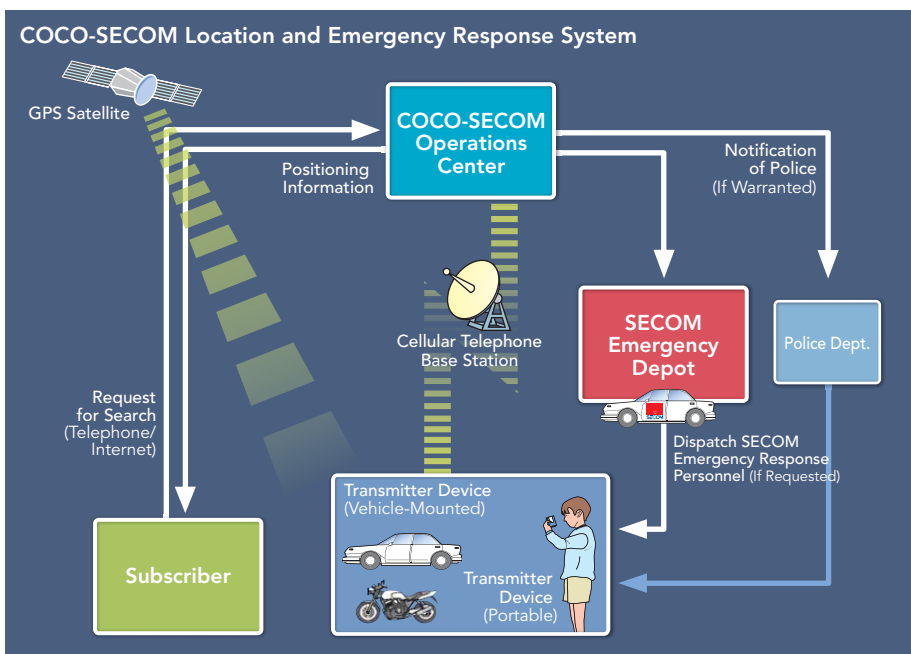 COCO-SECOM Location and Emergency Response System
GPS Satellite
COCO-SECOM
Operations
Center
Positioning
Information
Notification
of Police
(If Warranted)
Cellular Telephone
Base Station
SECOM
Emergency
Depot
SECOM
Police Dept.
Request
for Search
(Telephone/
Internet)
Dispatch SECOM
Emergency Response
Personnel (If Requested)
Subscriber
Transmitter Device
(Vehicle-Mounted)
Transmitter
Device
(Portable)